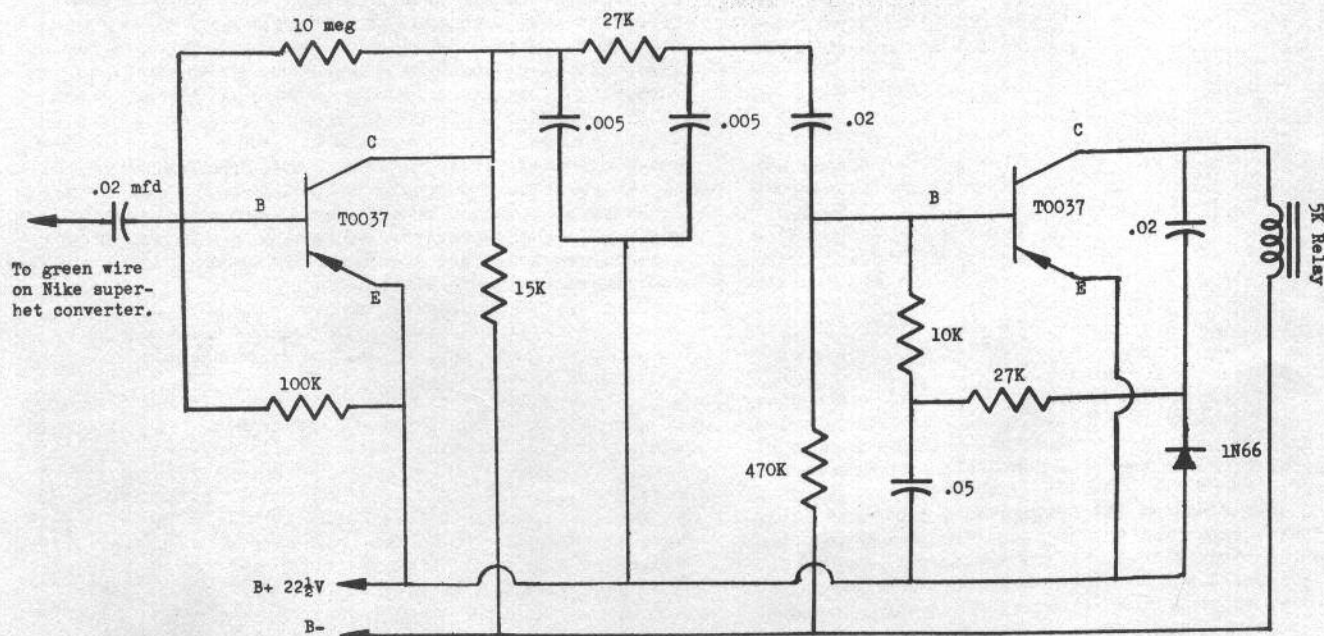 10 meg
27K
.005
.005
.02
C
C
.02 mfd
B
T0037
B
T0037
.02
5K Relay
To green wire
on Nike super-
het converter.
E
15K
E
10K
100K
27K
470K
.05
1N66
B+ 22½V
B-